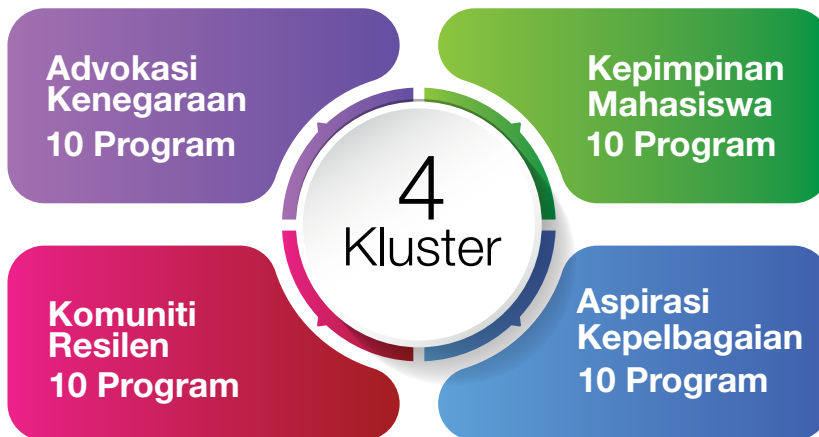 Advokasi
Kenegaraan
10 Program
Kepimpinan
Mahasiswa
10 Program
4
Kluster
Komuniti
Resilen
10 Program
Aspirasi
Kepelbagaian
10 Program